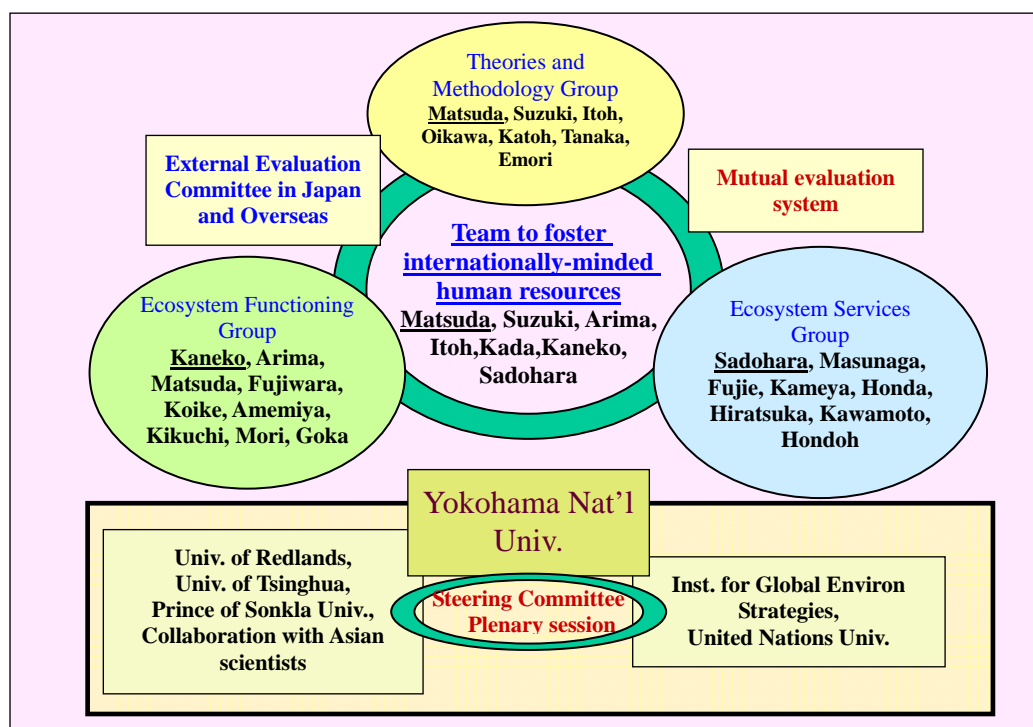 Theories and
Methodology Group
Matsuda, Suzuki, Itoh,
Oikawa, Katoh, Tanaka,
Emori
External Evaluation
Committee in Japan
and Overseas
Mutual evaluation
system
Team to foster
internationally-minded
human resources
Matsuda, Suzuki, Arima,
Itoh,Kada,Kaneko,
Sadohara
Ecosystem Functioning
Group
Kaneko, Arima,
Matsuda, Fujiwara,
Koike, Amemiya,
Kikuchi, Mori, Goka
Ecosystem Services
Group
Sadohara, Masunaga,
Fujie, Kameya, Honda,
Hiratsuka, Kawamoto,
Hondoh
Yokohama Nat’l
Univ.
Univ. of Redlands,
Univ. of Tsinghua,
Prince of Sonkla Univ.,
Collaboration with Asian
scientists
Steering Committee
Plenary session
Inst. for Global Environ
Strategies,
United Nations Univ.